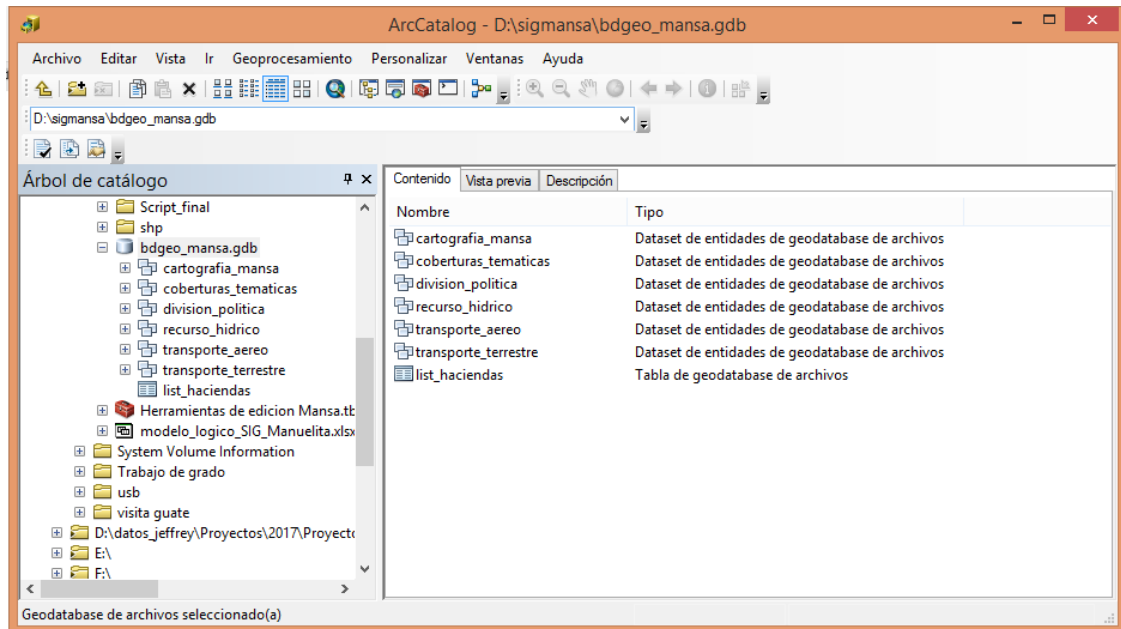 ArcCatalog - D:\sigmansa\bdgeo_mansa.gdb
Archivo Editar Vista Ir Geoprocesamiento Personalizar Ventanas Ayuda
D:\sigmansa\bdgeo_mansa.gdb
Árbol de catálogo
Script_final
shp
bdgeo_mansa.gdb
cartografia_mansa
coberturas_tematicas
division_politica
recurso_hidrico
transporte_aereo
transporte_terrestre
list_haciendas
Herramientas de edicion Mansa.tb
modelo_logico_SIG_Manuelita.xlsx
System Volume Information
Trabajo de grado
usb
visita guate
D:\datos_jeffrey\Proyectos\2017\Proyect
E:\
F:\
Contenido Vista previa Descripción
Nombre Tipo
cartografia_mansa Dataset de entidades de geodatabase de archivos
coberturas_tematicas Dataset de entidades de geodatabase de archivos
division_politica Dataset de entidades de geodatabase de archivos
recurso_hidrico Dataset de entidades de geodatabase de archivos
transporte_aereo Dataset de entidades de geodatabase de archivos
transporte_terrestre Dataset de entidades de geodatabase de archivos
list_haciendas Tabla de geodatabase de archivos
Geodatabase de archivos seleccionado(a)